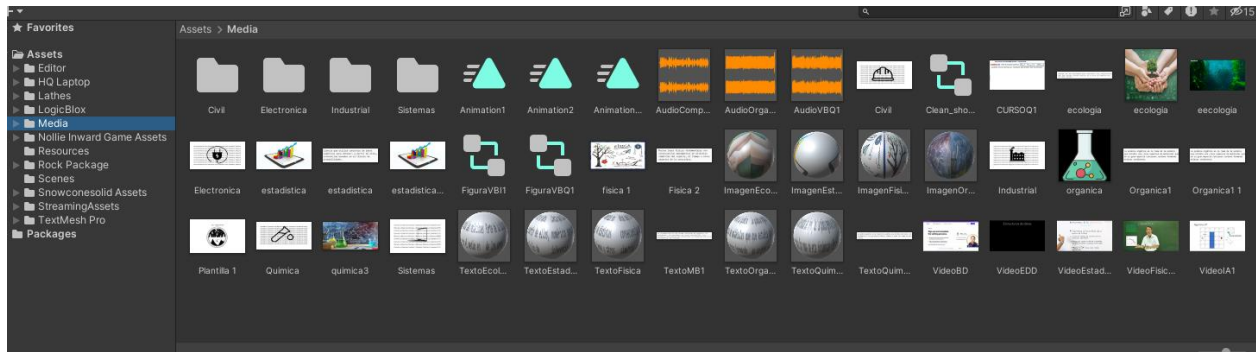 15
Favorites
Assets > Media
Assets
Editor
HQ Laptop
Lathes
LogicBlox
Media
Nollie Inward Game Assets
Resources
Rock Package
Scenes
Snowconesolid Assets
StreamingAssets
TextMesh Pro
Packages
Civil Electronica Industrial Sistemas Animation1 Animation2 Animation... AudioComp... AudioOrga... AudioVBQ1 Civil Clean_sho... CURSOQ1 ecologia ecologia eecologia
Electronica estadistica estadistica estadistica... FiguraVBI1 FiguraVBQ1 fisica 1 Fisica 2 ImagenEco... ImagenEst... ImagenFisi... ImagenOr... Industrial organica Organica1 Organica1 1
Plantilla 1 Quimica quimica3 Sistemas TextoEcol... TextoEstad... TextoFisica TextoMB1 TextoOrga... TextoQuim... TextoQuim... VideoBD VideoEDD VideoEstad... VideoFisic... VideoIA1